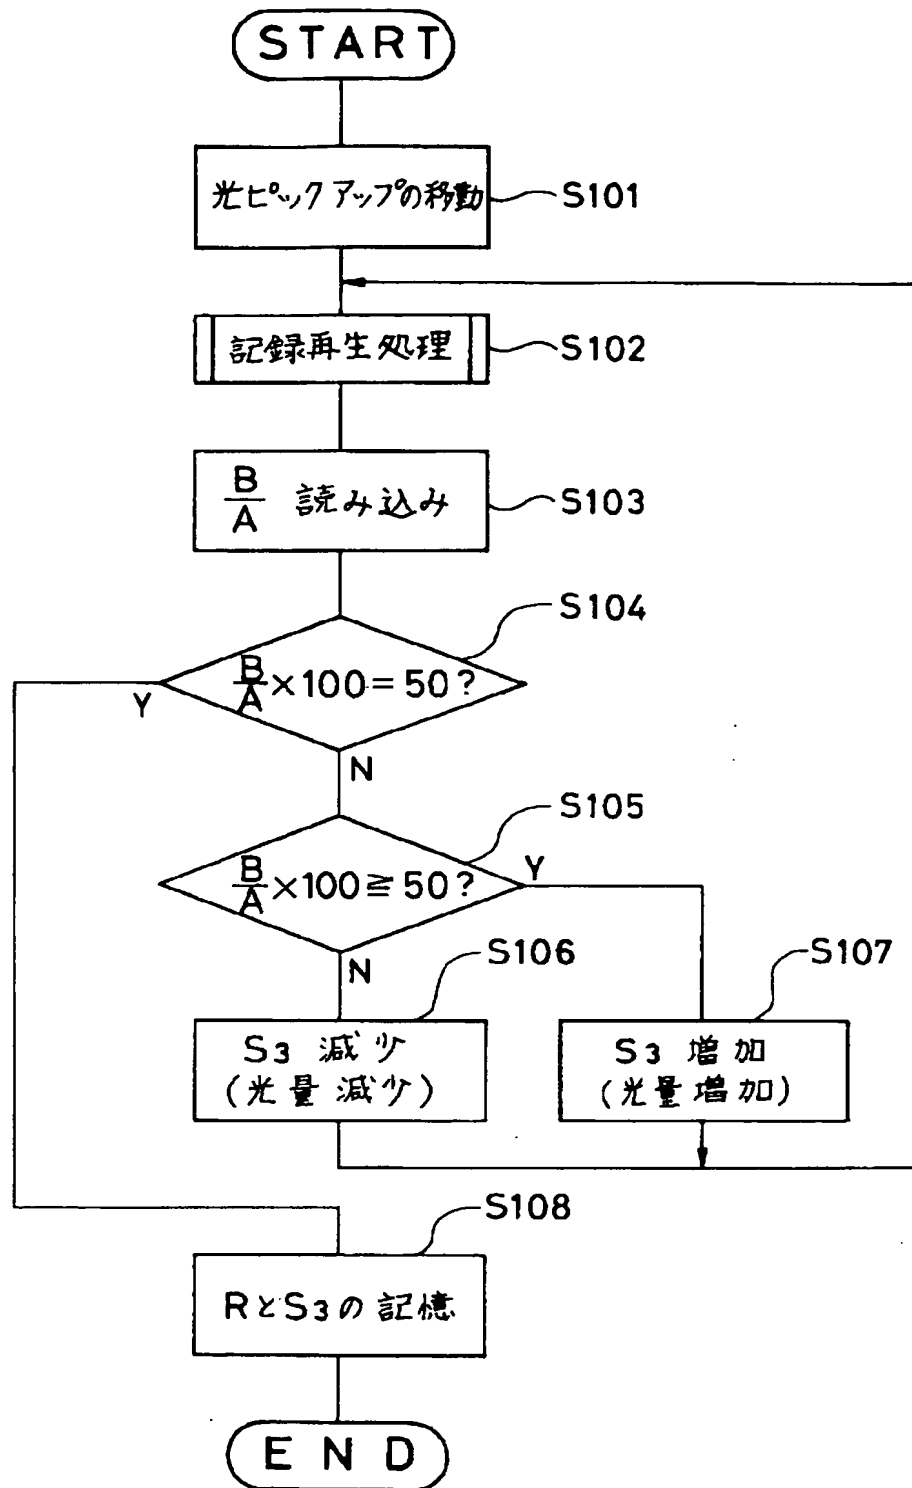 START
光ピックアップの移動
S101
記録再生処理
S102
B/A 読み込み
S103
S104
B/A×100=50?
Y
N
S105
B/A×100≧50?
Y
N
S106
S107
S3 減少
(光量減少)
S3 増加
(光量増加)
S108
RとS3の記憶
END